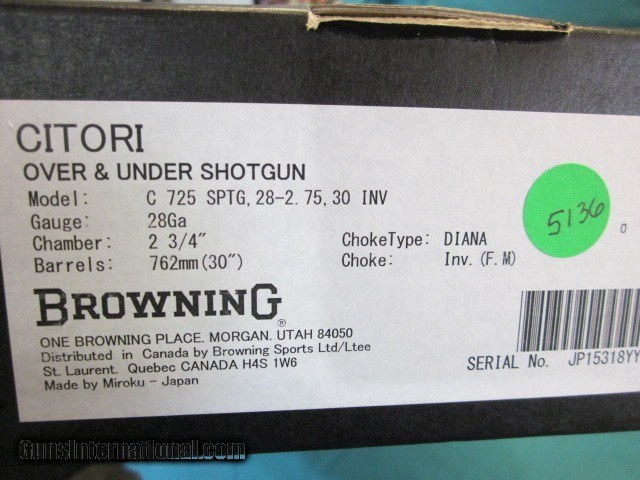 CITORI
OVER & UNDER SHOTGUN
Model: C 725 SPTG, 28-2.75, 30 INV
Gauge: 28Ga
Chamber: 2 3/4" ChokeType: DIANA
Barrels: 762mm(30") Choke: Inv.(F.M)
5136
0
BROWNING®
ONE BROWNING PLACE. MORGAN. UTAH 84050
Distributed in Canada by Browning Sports Ltd/Ltee
St. Laurent. Quebec CANADA H4S 1W6
Made by Miroku - Japan
SERIAL No. JP15318YY
GunsInternational.com